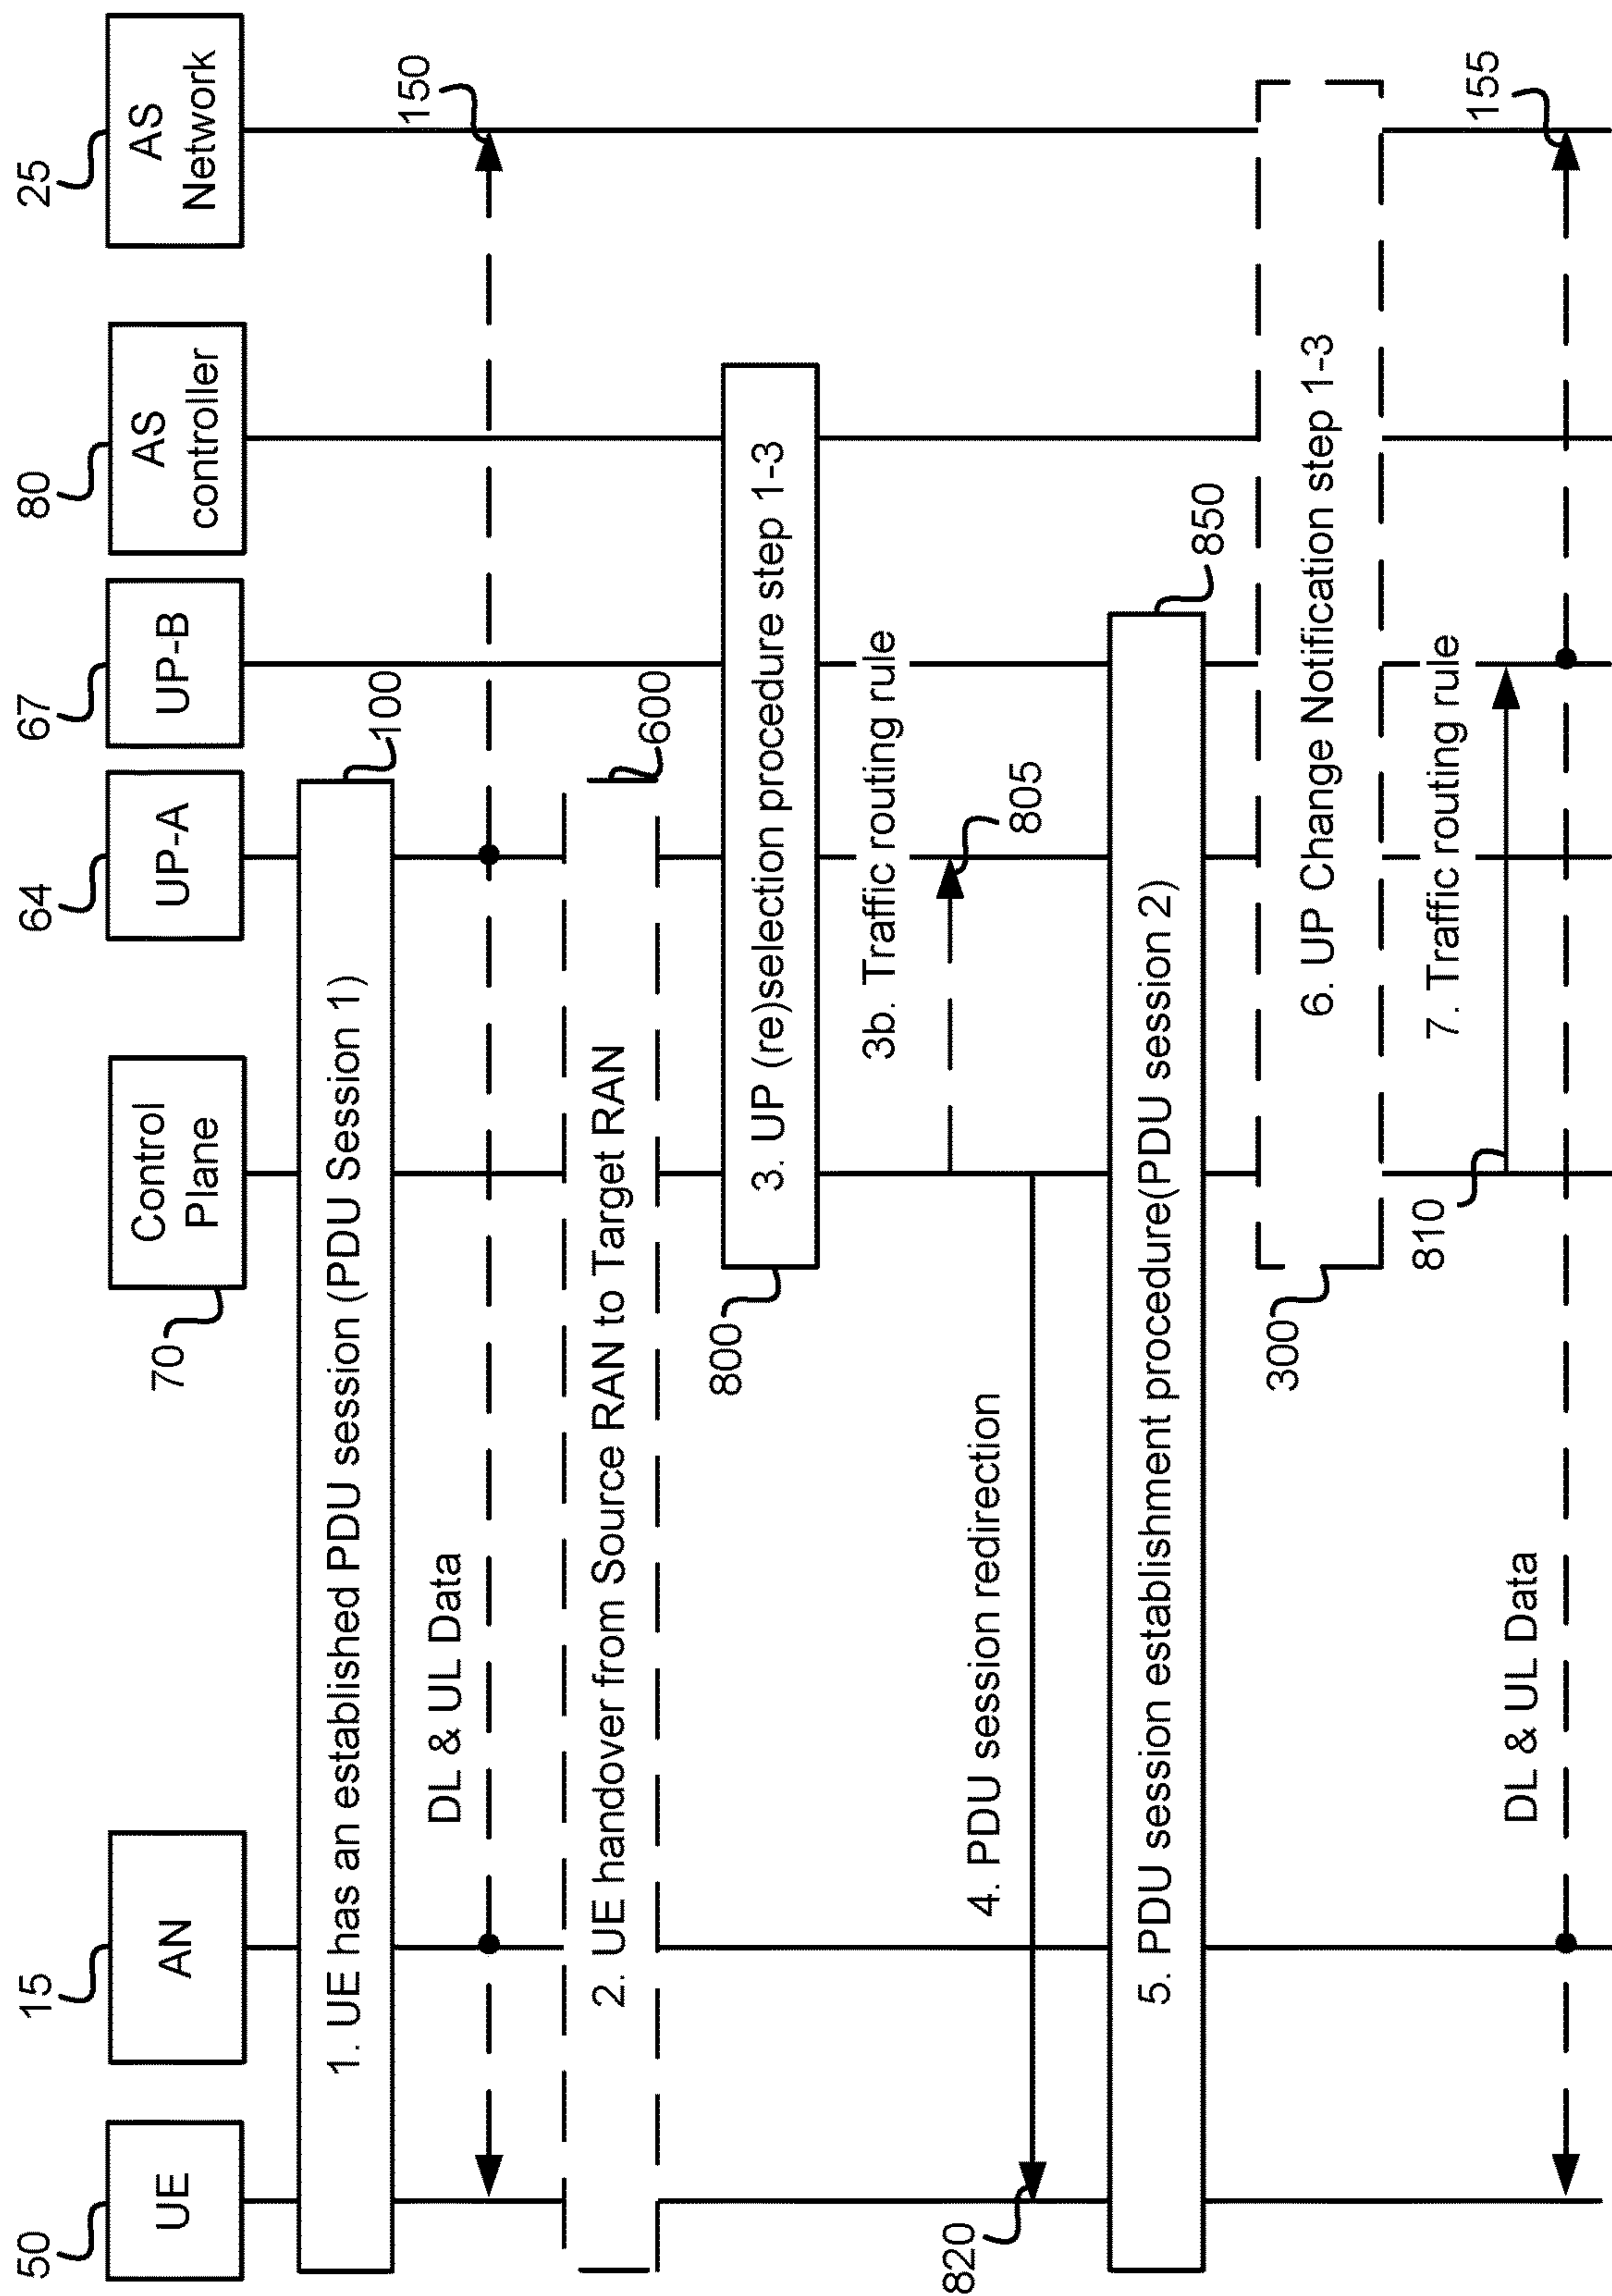 50
15
70
64
67
80
25
UE
AN
Control
Plane
UP-A
UP-B
AS
controller
AS
Network
1. UE has an established PDU session (PDU Session 1)
100
DL & UL Data
150
2. UE handover from Source RAN to Target RAN
600
800
3. UP (re)selection procedure step 1-3
3b. Traffic routing rule
805
4. PDU session redirection
820
5. PDU session establishment procedure(PDU session 2)
850
300
6. UP Change Notification step 1-3
7. Traffic routing rule
810
DL & UL Data
155